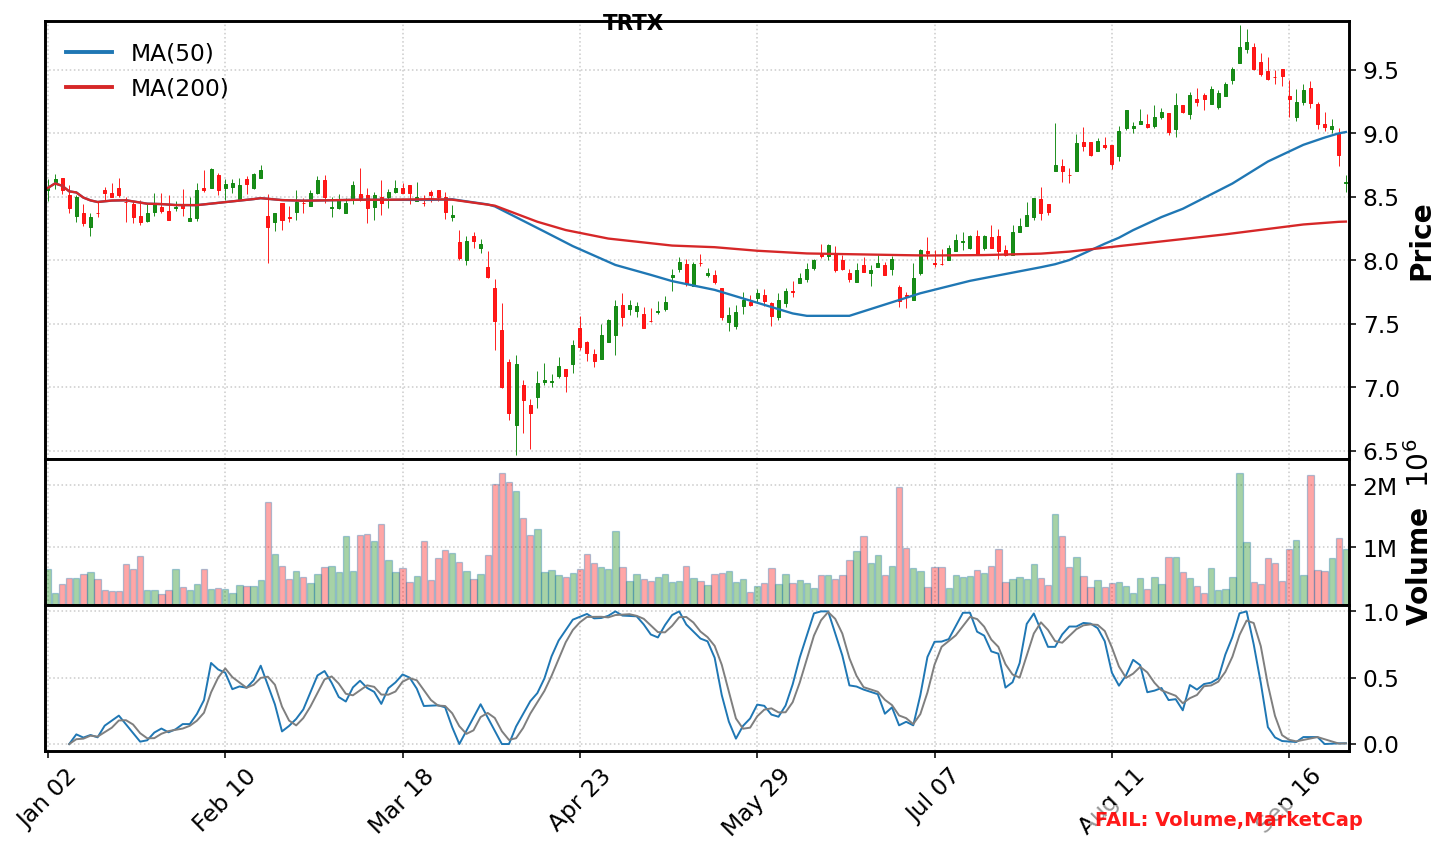 TRTX
MA(50)
MA(200)
9.5
9.0
8.5
8.0
7.5
7.0
6.5
Price
2M
1M
Volume 10^6
1.0
0.5
0.0
Jan 02
Feb 10
Mar 18
Apr 23
May 29
Jul 07
Aug 11
Sep 16
FAIL: Volume,MarketCap